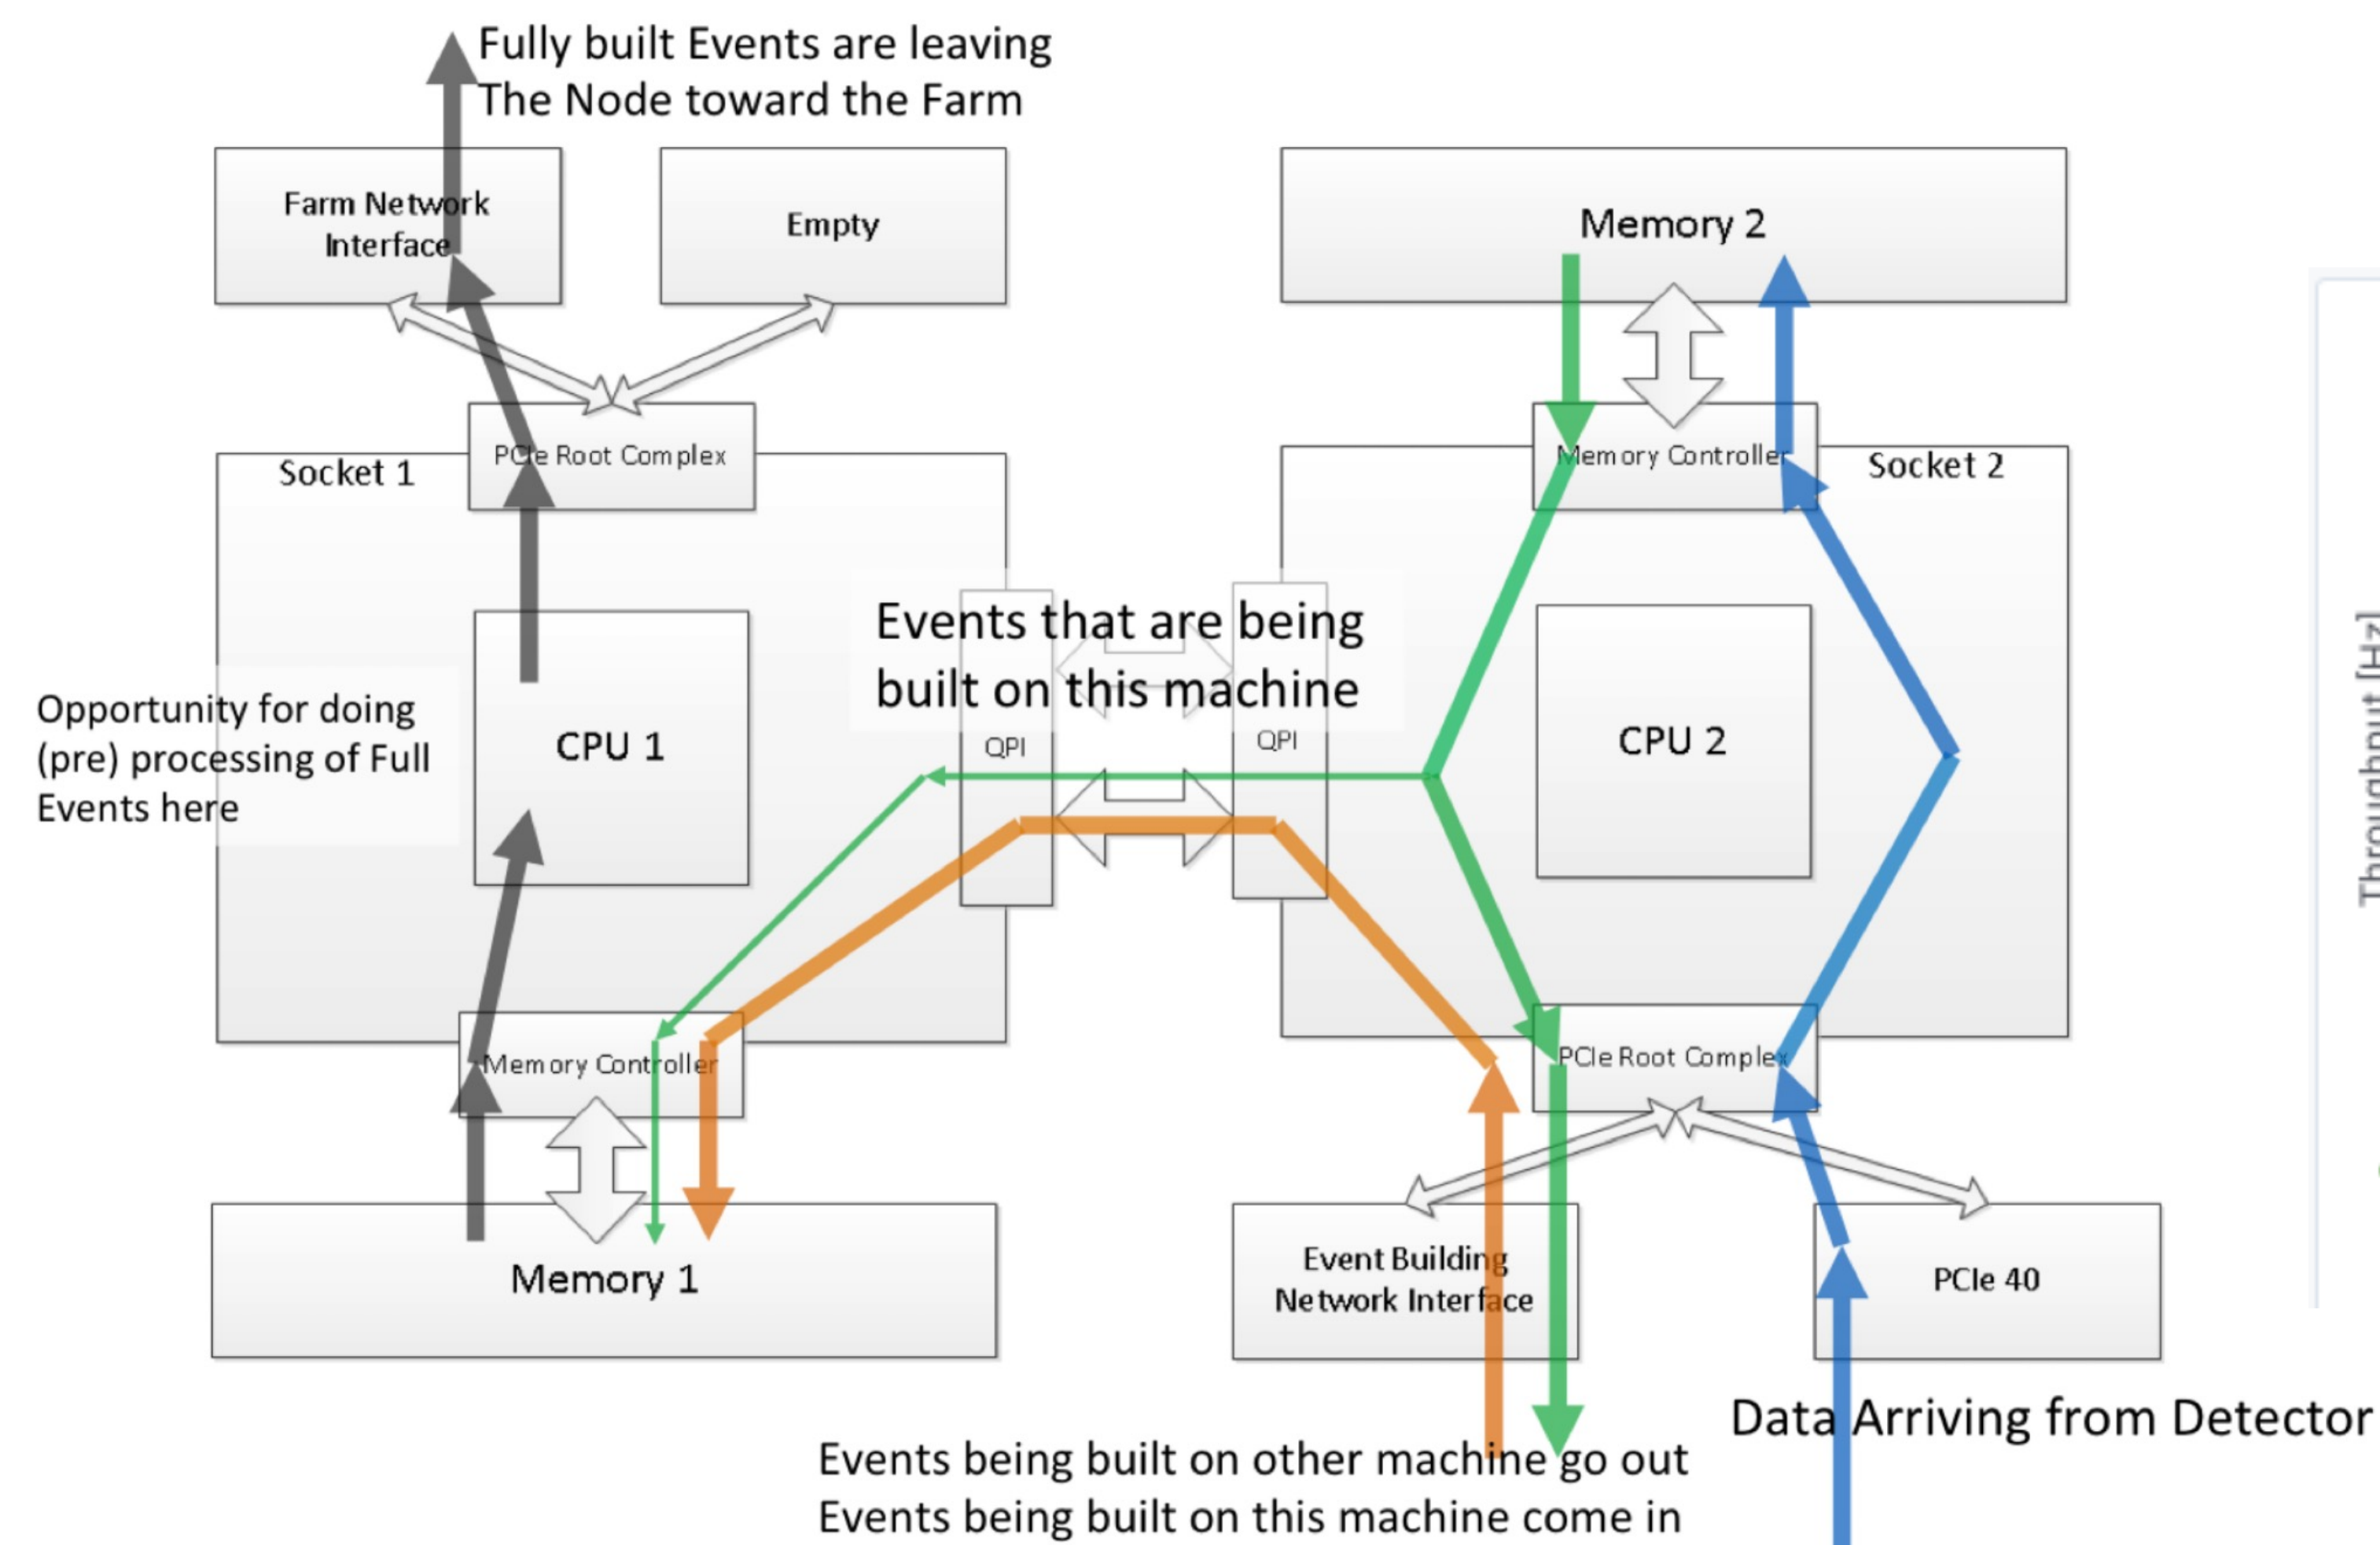 Fully built Events are leaving
The Node toward the Farm
Farm Network
Interface
Empty
Memory 2
PCIe Root Complex
Socket 1
Memory Controller
Socket 2
Events that are being
built on this machine
Opportunity for doing
(pre) processing of Full
Events here
CPU 1
QPI
QPI
CPU 2
Memory Controller
PCIe Root Complex
Memory 1
Event Building
Network Interface
PCIe 40
Data Arriving from Detector
Events being built on other machine go out
Events being built on this machine come in
Throughput [Hz]